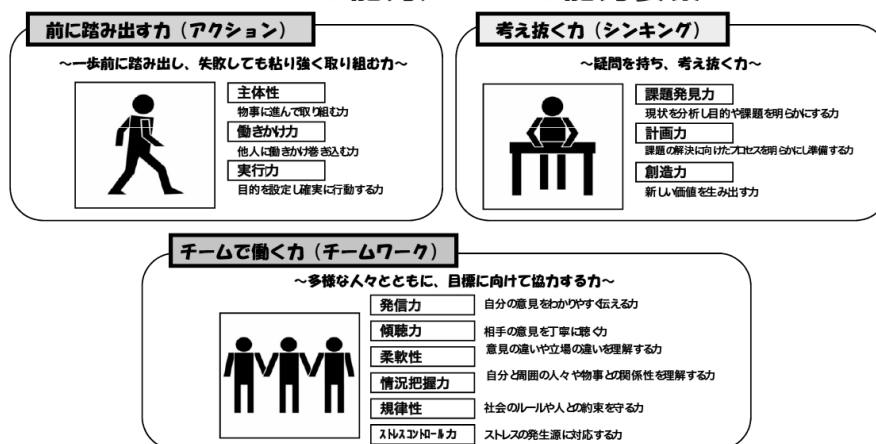 前に踏み出す力（アクション）
～一歩前に踏み出し、失敗しても粘り強く取り組む力～
主体性
物事に進んで取り組む力
働きかけ力
他人に働きかけ巻き込む力
実行力
目的を設定し確実に行動する力
考え抜く力（シンキング）
～疑問を持ち、考え抜く力～
課題発見力
現状を分析し目的や課題を明らかにする力
計画力
課題の解決に向けたプロセスを明らかにし準備する力
創造力
新しい価値を生み出す力
チームで働く力（チームワーク）
～多様な人々とともに、目標に向けて協力する力～
発信力 自分の意見をわかりやすく伝える力
傾聴力 相手の意見を丁寧に聴く力
柔軟性 意見の違いや立場の違いを理解する力
情況把握力 自分と周囲の人々や物事との関係性を理解する力
規律性 社会のルールや人との約束を守る力
ストレスコントロール力 ストレスの発生源に対応する力